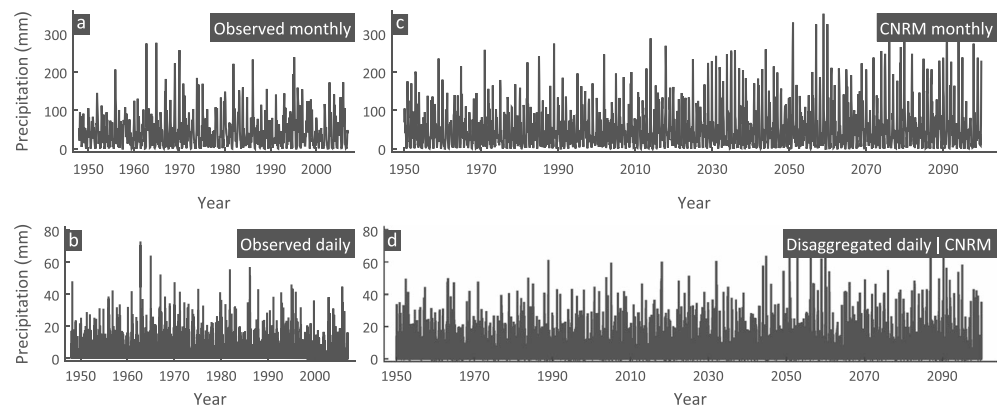 a
Observed monthly
Precipitation (mm)
300
200
100
0
1950 1960 1970 1980 1990 2000
Year
c
CNRM monthly
300
200
100
0
1950 1970 1989 2010 2030 2050 2070 2090
Year
b
Observed daily
Precipitation (mm)
80
60
40
20
0
1950 1960 1970 1980 1990 2000
Year
d
Disaggregated daily | CNRM
80
60
40
20
0
1950 1970 1989 2010 2030 2050 2070 2090
Year